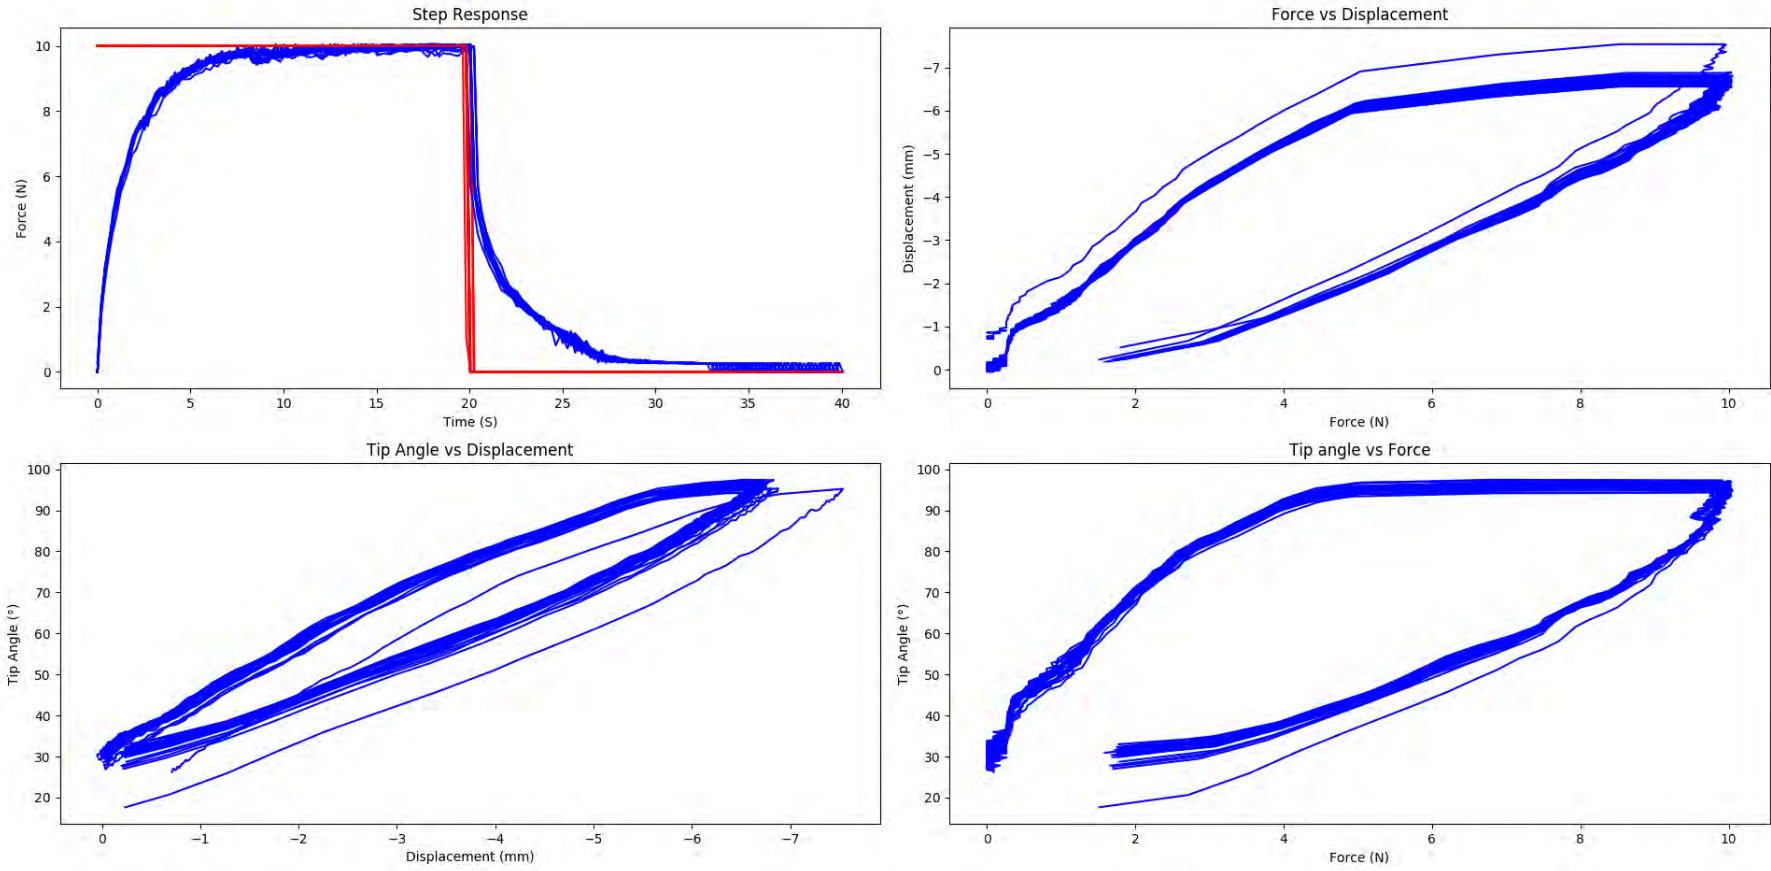 Step Response
Force (N)
10
8
6
4
2
0
0 5 10 15 20 25 30 35 40
Time (S)
Force vs Displacement
Displacement (mm)
−7
−6
−5
−4
−3
−2
−1
0
0 2 4 6 8 10
Force (N)
Tip Angle vs Displacement
Tip Angle (°)
100
90
80
70
60
50
40
30
20
0 −1 −2 −3 −4 −5 −6 −7
Displacement (mm)
Tip angle vs Force
Tip Angle (°)
100
90
80
70
60
50
40
30
20
0 2 4 6 8 10
Force (N)